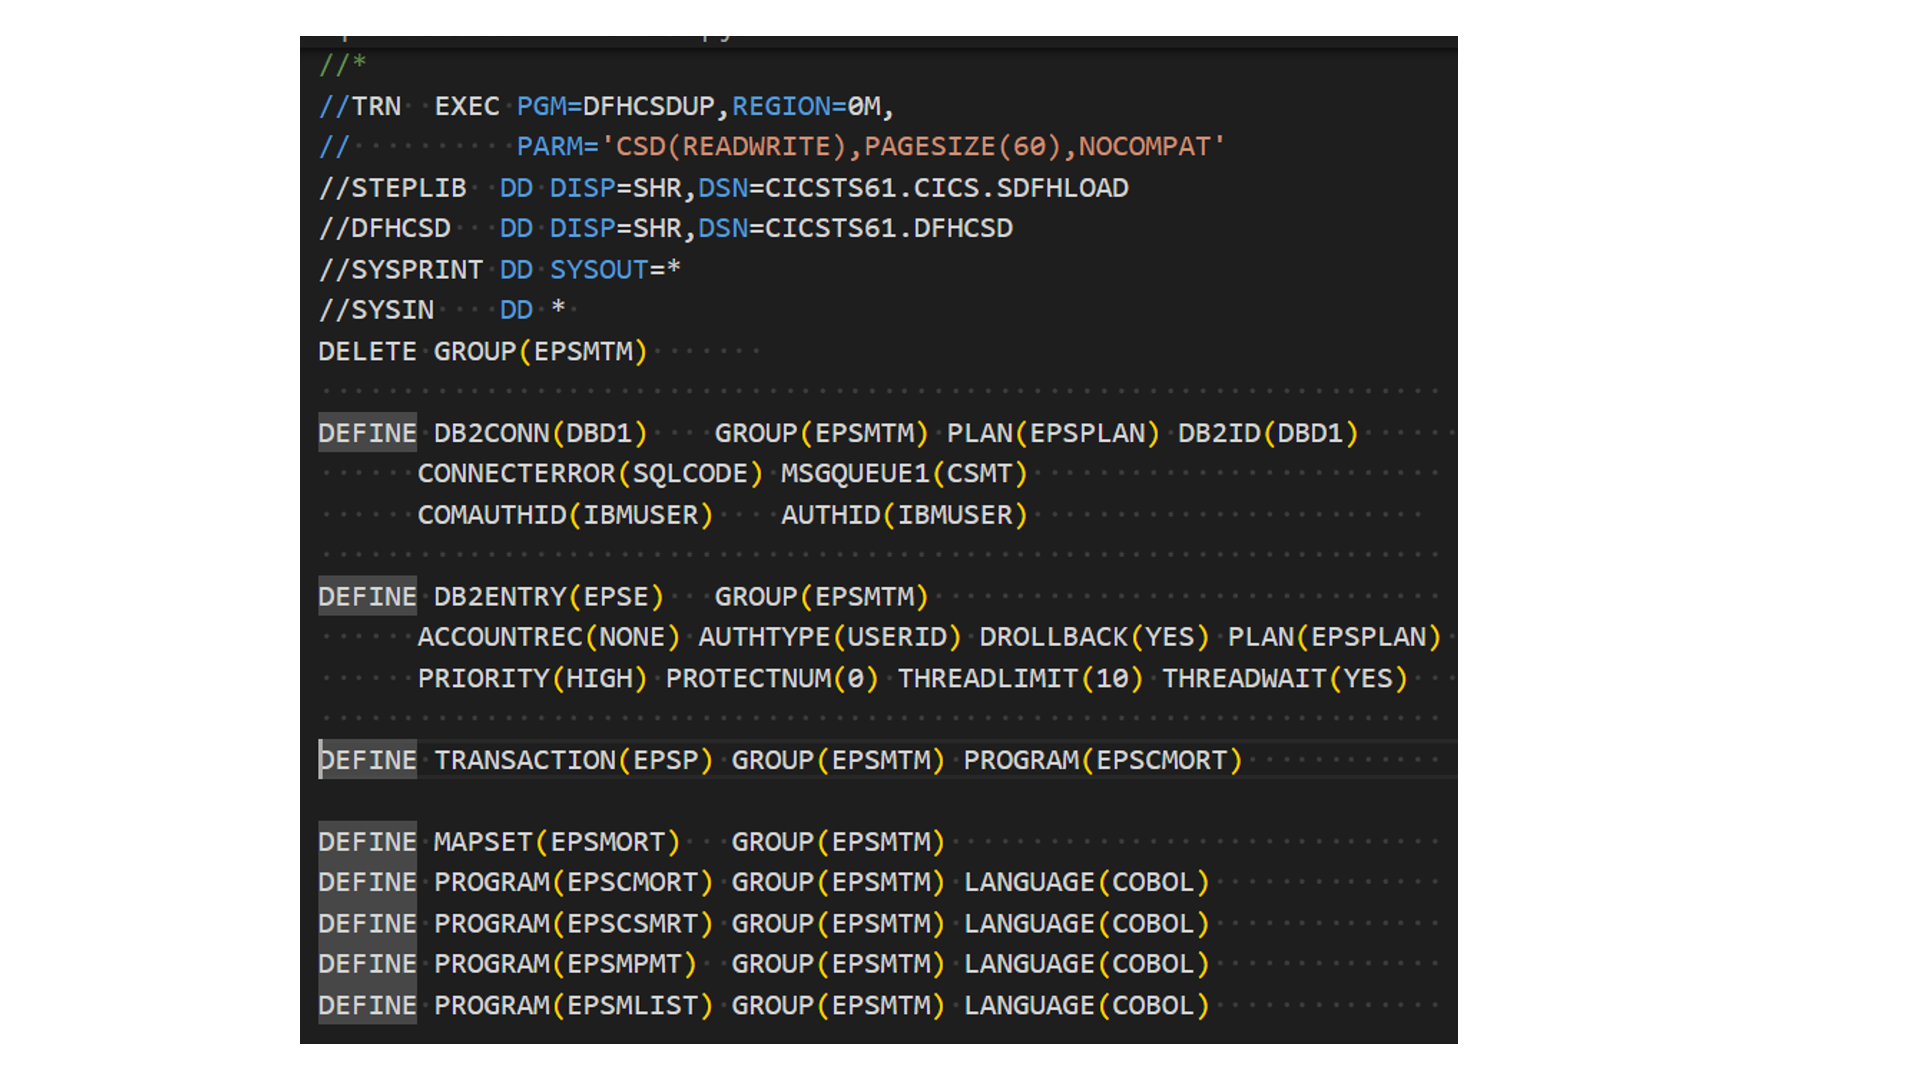 //*
//TRN  EXEC PGM=DFHCSDUP,REGION=0M,
//          PARM='CSD(READWRITE),PAGESIZE(60),NOCOMPAT'
//STEPLIB  DD DISP=SHR,DSN=CICSTS61.CICS.SDFHLOAD
//DFHCSD   DD DISP=SHR,DSN=CICSTS61.DFHCSD
//SYSPRINT DD SYSOUT=*
//SYSIN    DD *
DELETE GROUP(EPSMTM)
DEFINE DB2CONN(DBD1)    GROUP(EPSMTM) PLAN(EPSPLAN) DB2ID(DBD1)
      CONNECTERROR(SQLCODE) MSGQUEUE1(CSMT)
      COMAUTHID(IBMUSER)    AUTHID(IBMUSER)
DEFINE DB2ENTRY(EPSE)   GROUP(EPSMTM)
      ACCOUNTREC(NONE) AUTHTYPE(USERID) DROLLBACK(YES) PLAN(EPSPLAN)
      PRIORITY(HIGH) PROTECTNUM(0) THREADLIMIT(10) THREADWAIT(YES)
DEFINE TRANSACTION(EPSP) GROUP(EPSMTM) PROGRAM(EPSCMORT)
DEFINE MAPSET(EPSMORT)   GROUP(EPSMTM)
DEFINE PROGRAM(EPSCMORT) GROUP(EPSMTM) LANGUAGE(COBOL)
DEFINE PROGRAM(EPSCSMRT) GROUP(EPSMTM) LANGUAGE(COBOL)
DEFINE PROGRAM(EPSMPMT)  GROUP(EPSMTM) LANGUAGE(COBOL)
DEFINE PROGRAM(EPSMLIST) GROUP(EPSMTM) LANGUAGE(COBOL)